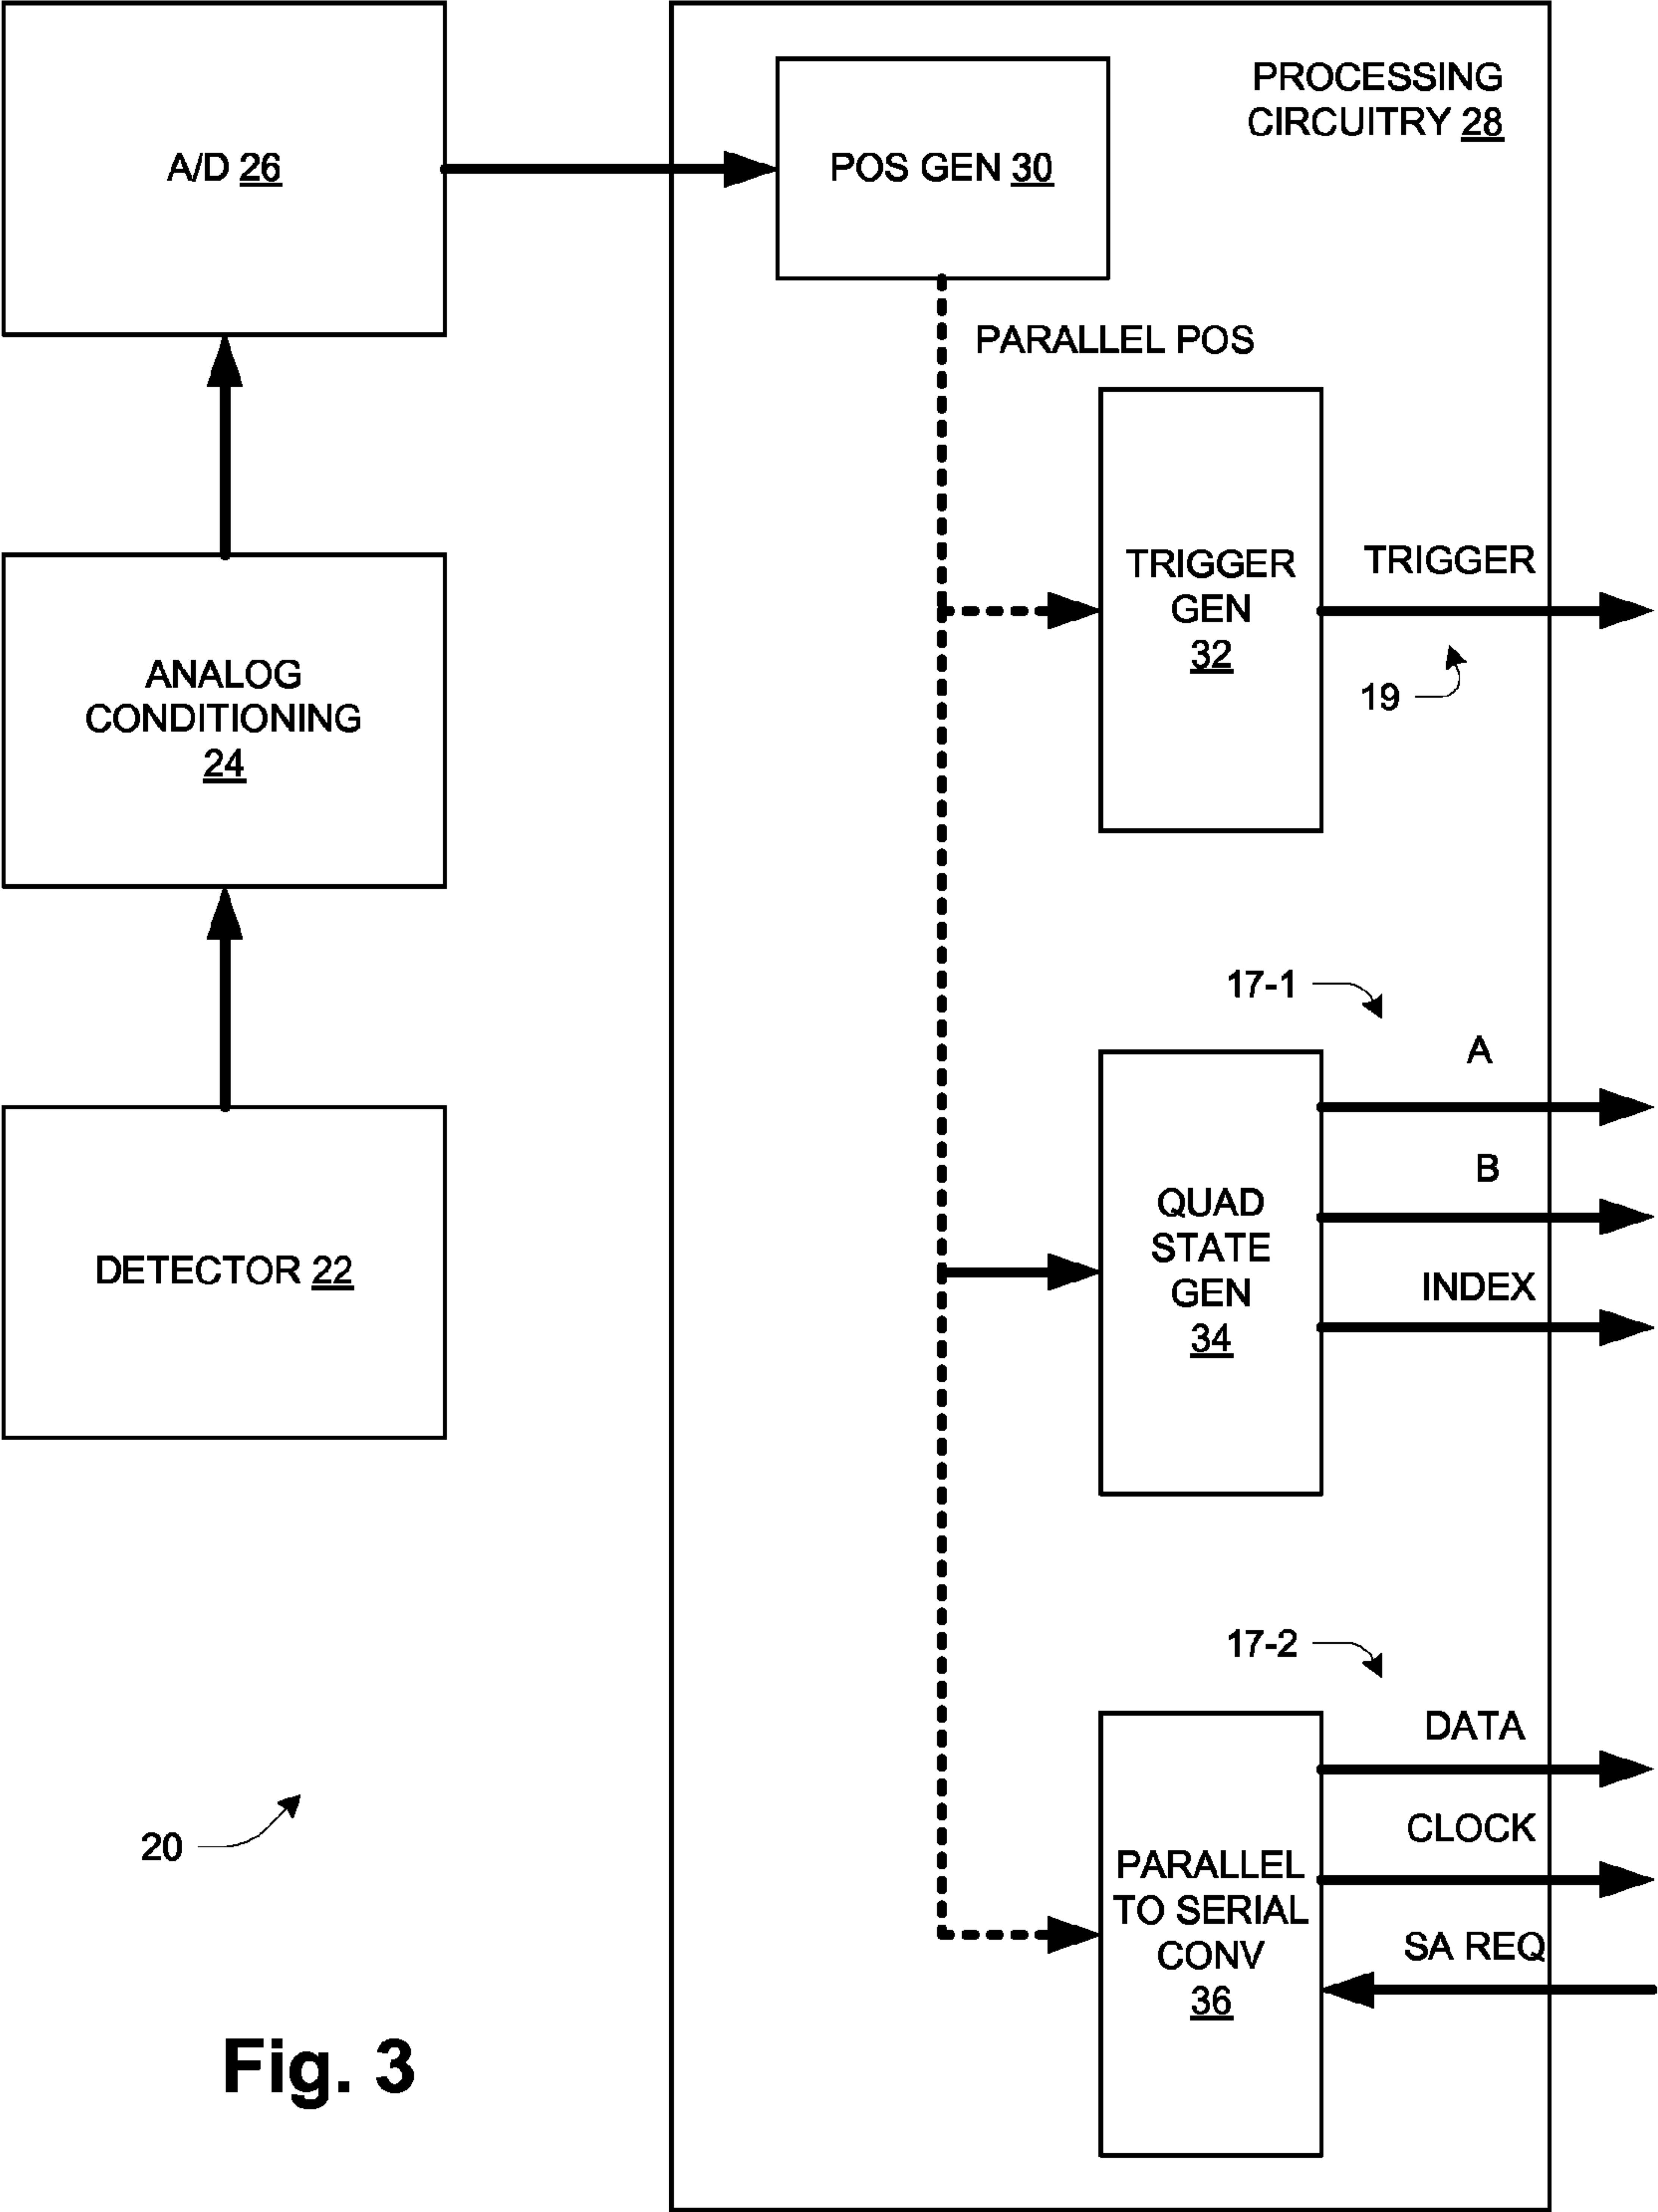 PROCESSING
CIRCUITRY 28
A/D 26
POS GEN 30
PARALLEL POS
TRIGGER
GEN
32
TRIGGER
19
ANALOG
CONDITIONING
24
17-1
A
B
INDEX
QUAD
STATE
GEN
34
DETECTOR 22
17-2
DATA
CLOCK
SA REQ
PARALLEL
TO SERIAL
CONV
36
20
Fig. 3